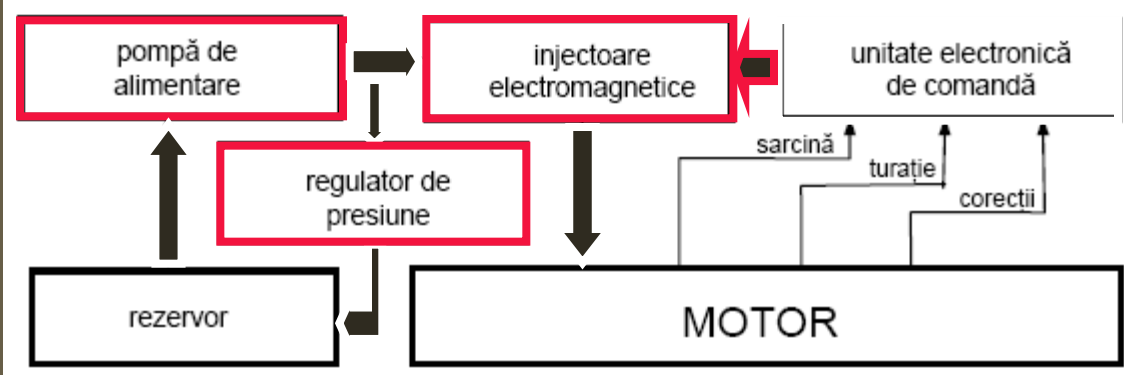 pompă de
alimentare
injectoare
electromagnetice
unitate electronică
de comandă
sarcină
turație
corecții
regulator de
presiune
rezervor
MOTOR